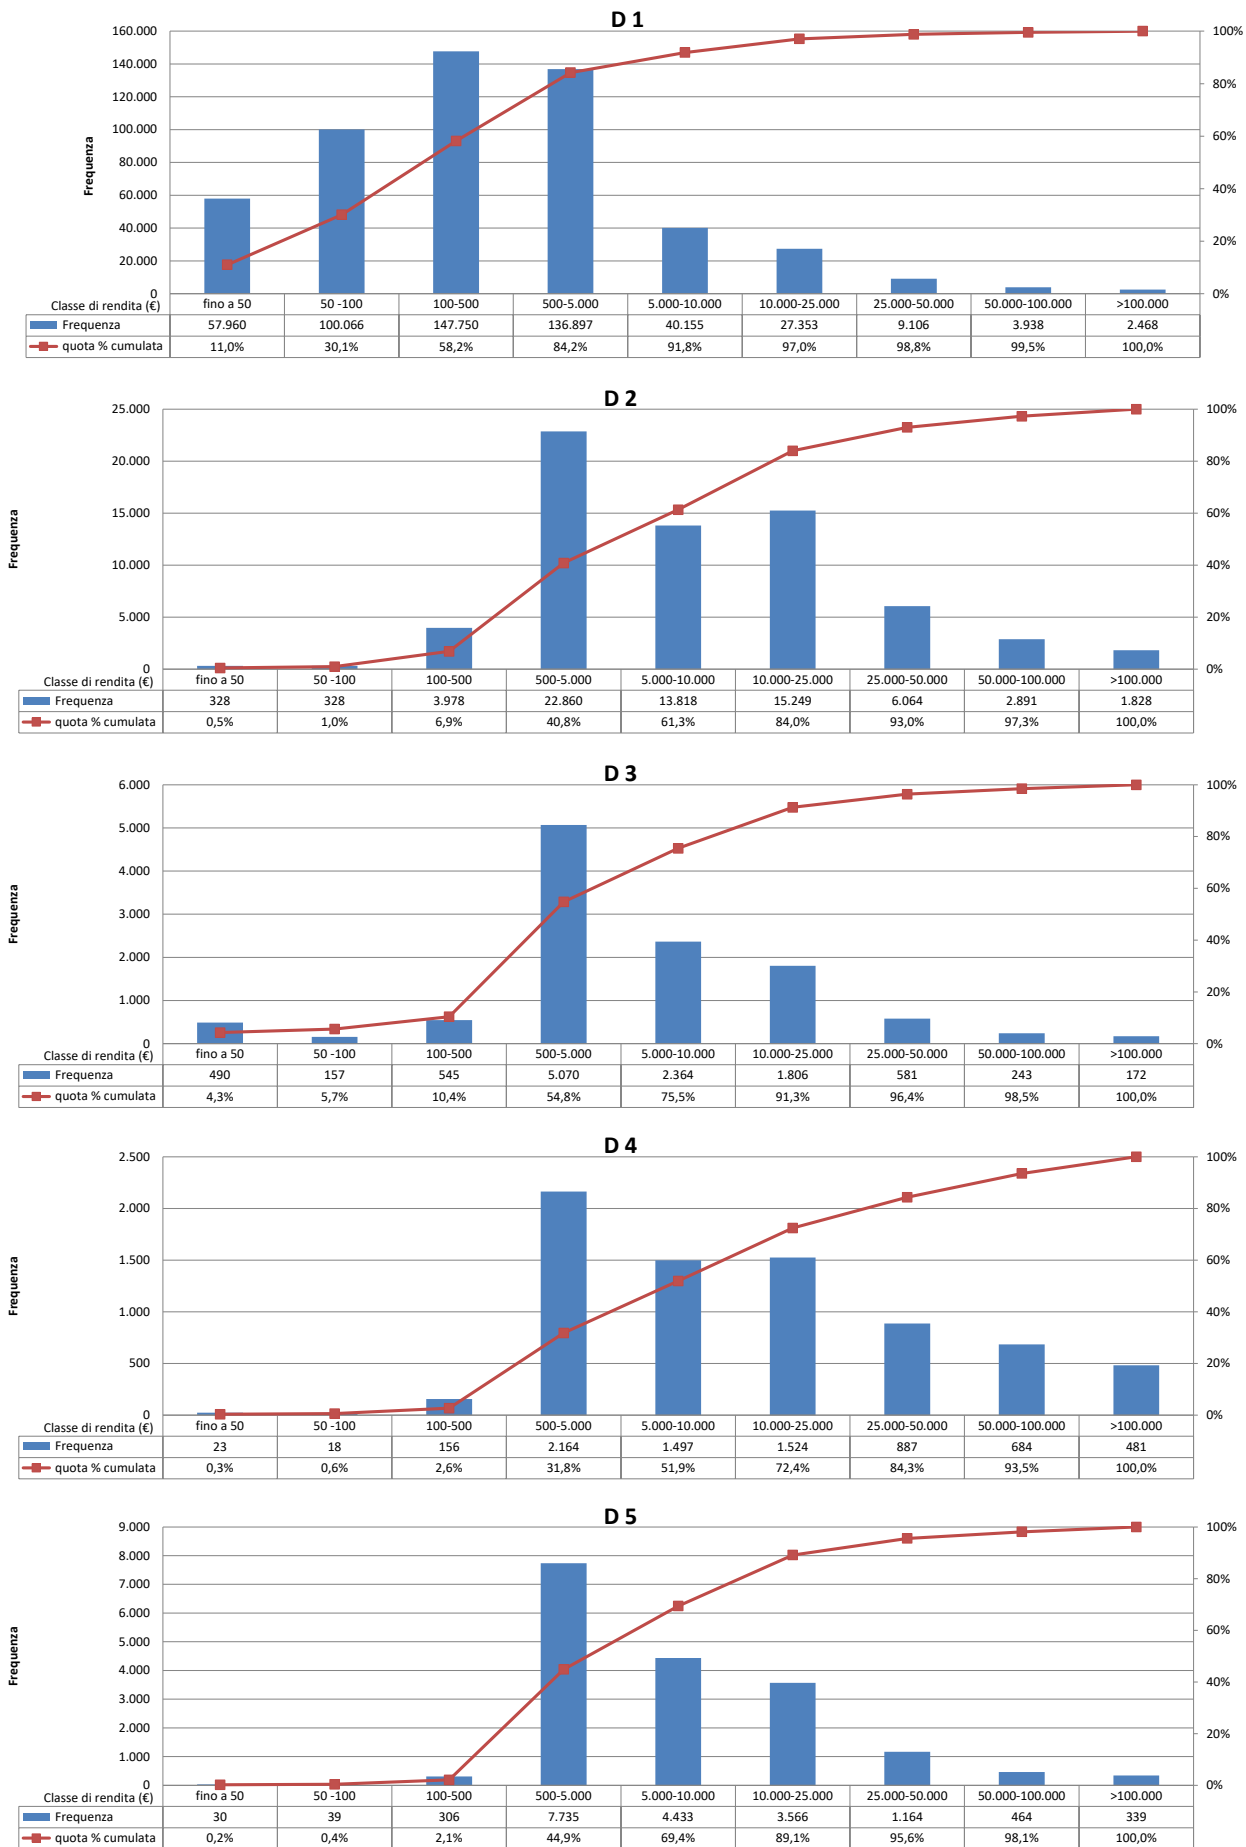 D 1
160.000
140.000
120.000
100.000
80.000
60.000
40.000
20.000
0
Frequenza
100%
80%
60%
40%
20%
0%
Classe di rendita (€) fino a 50 50 -100 100-500 500-5.000 5.000-10.000 10.000-25.000 25.000-50.000 50.000-100.000 >100.000
Frequenza 57.960 100.066 147.750 136.897 40.155 27.353 9.106 3.938 2.468
quota % cumulata 11,0% 30,1% 58,2% 84,2% 91,8% 97,0% 98,8% 99,5% 100,0%
D 2
25.000
20.000
15.000
10.000
5.000
0
Frequenza
100%
80%
60%
40%
20%
0%
Classe di rendita (€) fino a 50 50 -100 100-500 500-5.000 5.000-10.000 10.000-25.000 25.000-50.000 50.000-100.000 >100.000
Frequenza 328 328 3.978 22.860 13.818 15.249 6.064 2.891 1.828
quota % cumulata 0,5% 1,0% 6,9% 40,8% 61,3% 84,0% 93,0% 97,3% 100,0%
D 3
6.000
5.000
4.000
3.000
2.000
1.000
0
Frequenza
100%
80%
60%
40%
20%
0%
Classe di rendita (€) fino a 50 50 -100 100-500 500-5.000 5.000-10.000 10.000-25.000 25.000-50.000 50.000-100.000 >100.000
Frequenza 490 157 545 5.070 2.364 1.806 581 243 172
quota % cumulata 4,3% 5,7% 10,4% 54,8% 75,5% 91,3% 96,4% 98,5% 100,0%
D 4
2.500
2.000
1.500
1.000
500
0
Frequenza
100%
80%
60%
40%
20%
0%
Classe di rendita (€) fino a 50 50 -100 100-500 500-5.000 5.000-10.000 10.000-25.000 25.000-50.000 50.000-100.000 >100.000
Frequenza 23 18 156 2.164 1.497 1.524 887 684 481
quota % cumulata 0,3% 0,6% 2,6% 31,8% 51,9% 72,4% 84,3% 93,5% 100,0%
D 5
9.000
8.000
7.000
6.000
5.000
4.000
3.000
2.000
1.000
0
Frequenza
100%
80%
60%
40%
20%
0%
Classe di rendita (€) fino a 50 50 -100 100-500 500-5.000 5.000-10.000 10.000-25.000 25.000-50.000 50.000-100.000 >100.000
Frequenza 30 39 306 7.735 4.433 3.566 1.164 464 339
quota % cumulata 0,2% 0,4% 2,1% 44,9% 69,4% 89,1% 95,6% 98,1% 100,0%